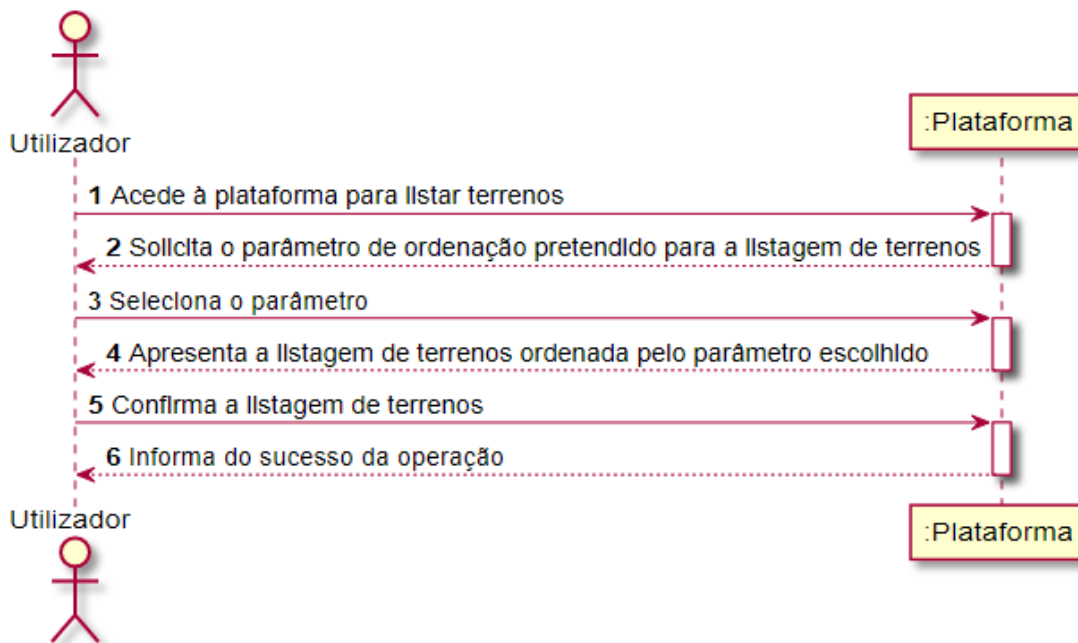 Utilizador
:Plataforma
1 Acede à plataforma para listar terrenos
2 Solicita o parâmetro de ordenação pretendido para a listagem de terrenos
3 Seleciona o parâmetro
4 Apresenta a listagem de terrenos ordenada pelo parâmetro escolhido
5 Confirma a listagem de terrenos
6 Informa do sucesso da operação
Utilizador
:Plataforma